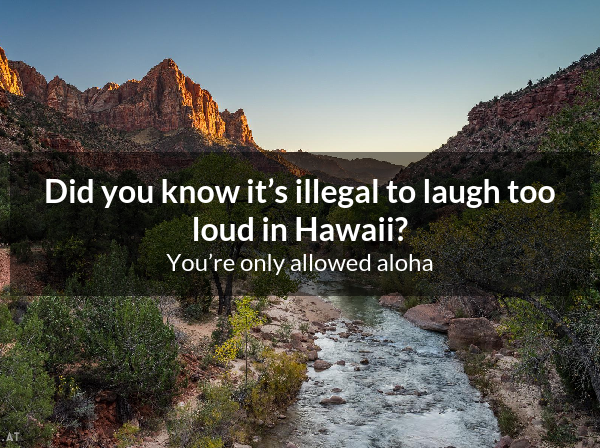 Did you know it’s illegal to laugh too
loud in Hawaii?
You’re only allowed aloha
.AT